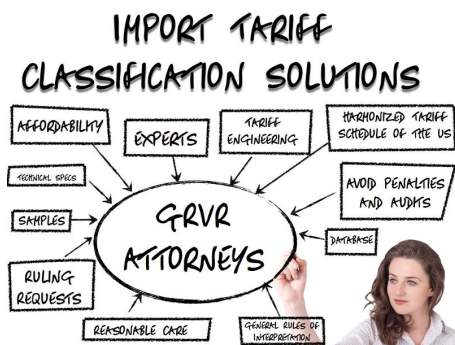 IMPORT TARIFF
CLASSIFICATION SOLUTIONS
AFFORDABILITY
EXPERTS
TARIFF
ENGINEERING
HARMONIZED TARIFF
SCHEDULE OF THE US
TECHNICAL SPECS
AVOID PENALTIES
AND AUDITS
SAMPLES
GRVR
ATTORNEYS
DATABASE
RULING
REQUESTS
REASONABLE CARE
GENERAL RULES OF
INTERPRETATION